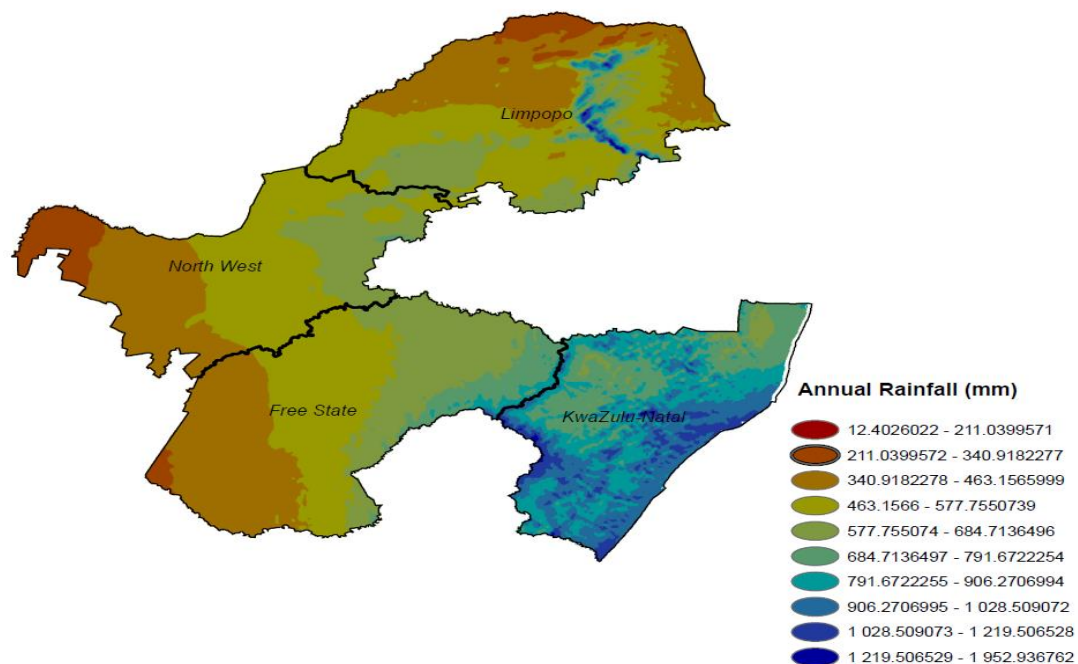 Limpopo
North West
Free State
KwaZulu-Natal
Annual Rainfall (mm)
12.4026022 - 211.0399571
211.0399572 - 340.9182277
340.9182278 - 463.1565999
463.1566 - 577.7550739
577.755074 - 684.7136496
684.7136497 - 791.6722254
791.6722255 - 906.2706994
906.2706995 - 1 028.509072
1 028.509073 - 1 219.506528
1 219.506529 - 1 952.936762